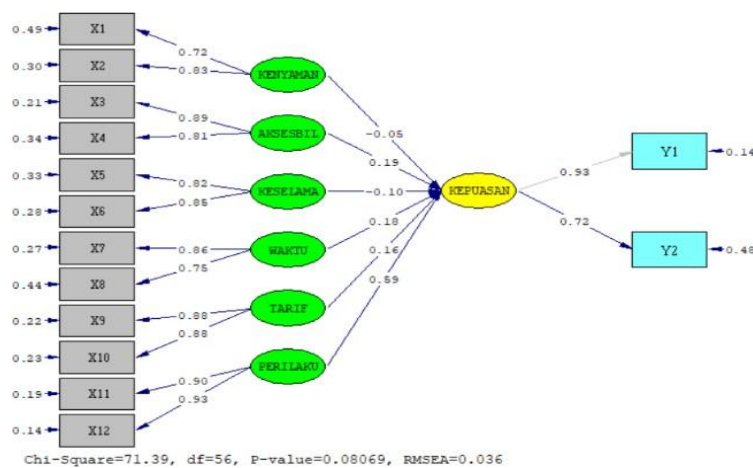 0.49 X1
0.72
0.30 X2
0.83
KENYAMAN
0.21 X3
0.89
0.34 X4
0.81
AKSESBIL
-0.05
0.19
0.33 X5
0.82
0.28 X6
0.85
KESELAMA
-0.10
KEPUASAN
0.93
Y1
0.14
0.72
Y2
0.48
0.27 X7
0.86
0.44 X8
0.75
WAKTU
0.18
0.22 X9
0.88
0.23 X10
0.88
TARIF
0.16
0.19 X11
0.90
0.14 X12
0.93
PERILAKU
0.59
Chi-Square=71.39, df=56, P-value=0.08069, RMSEA=0.036